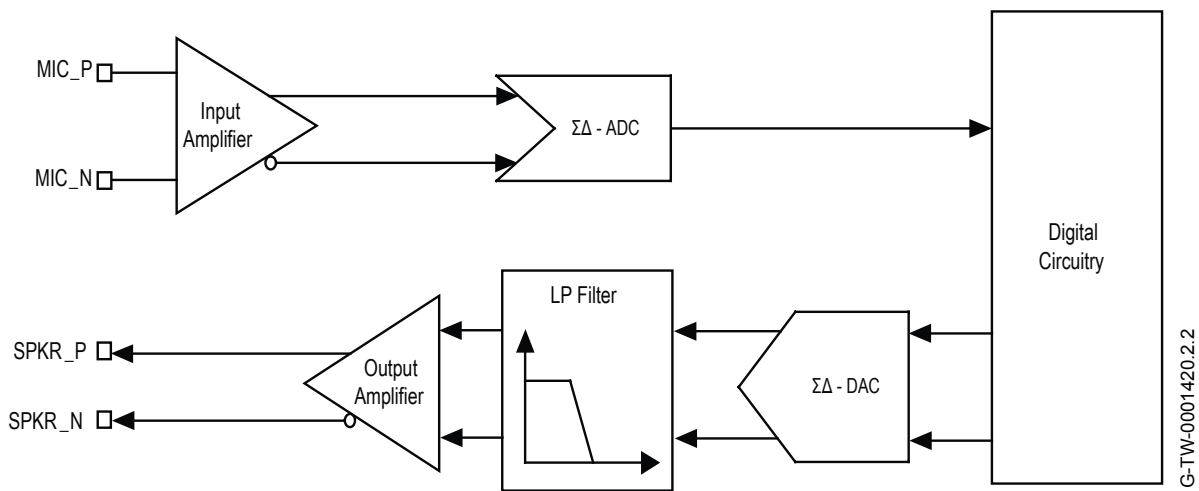 MIC_P
Input
Amplifier
MIC_N
ΣΔ - ADC
Digital
Circuitry
LP Filter
SPKR_P
Output
Amplifier
ΣΔ - DAC
SPKR_N
G-TW-0001420.2.2